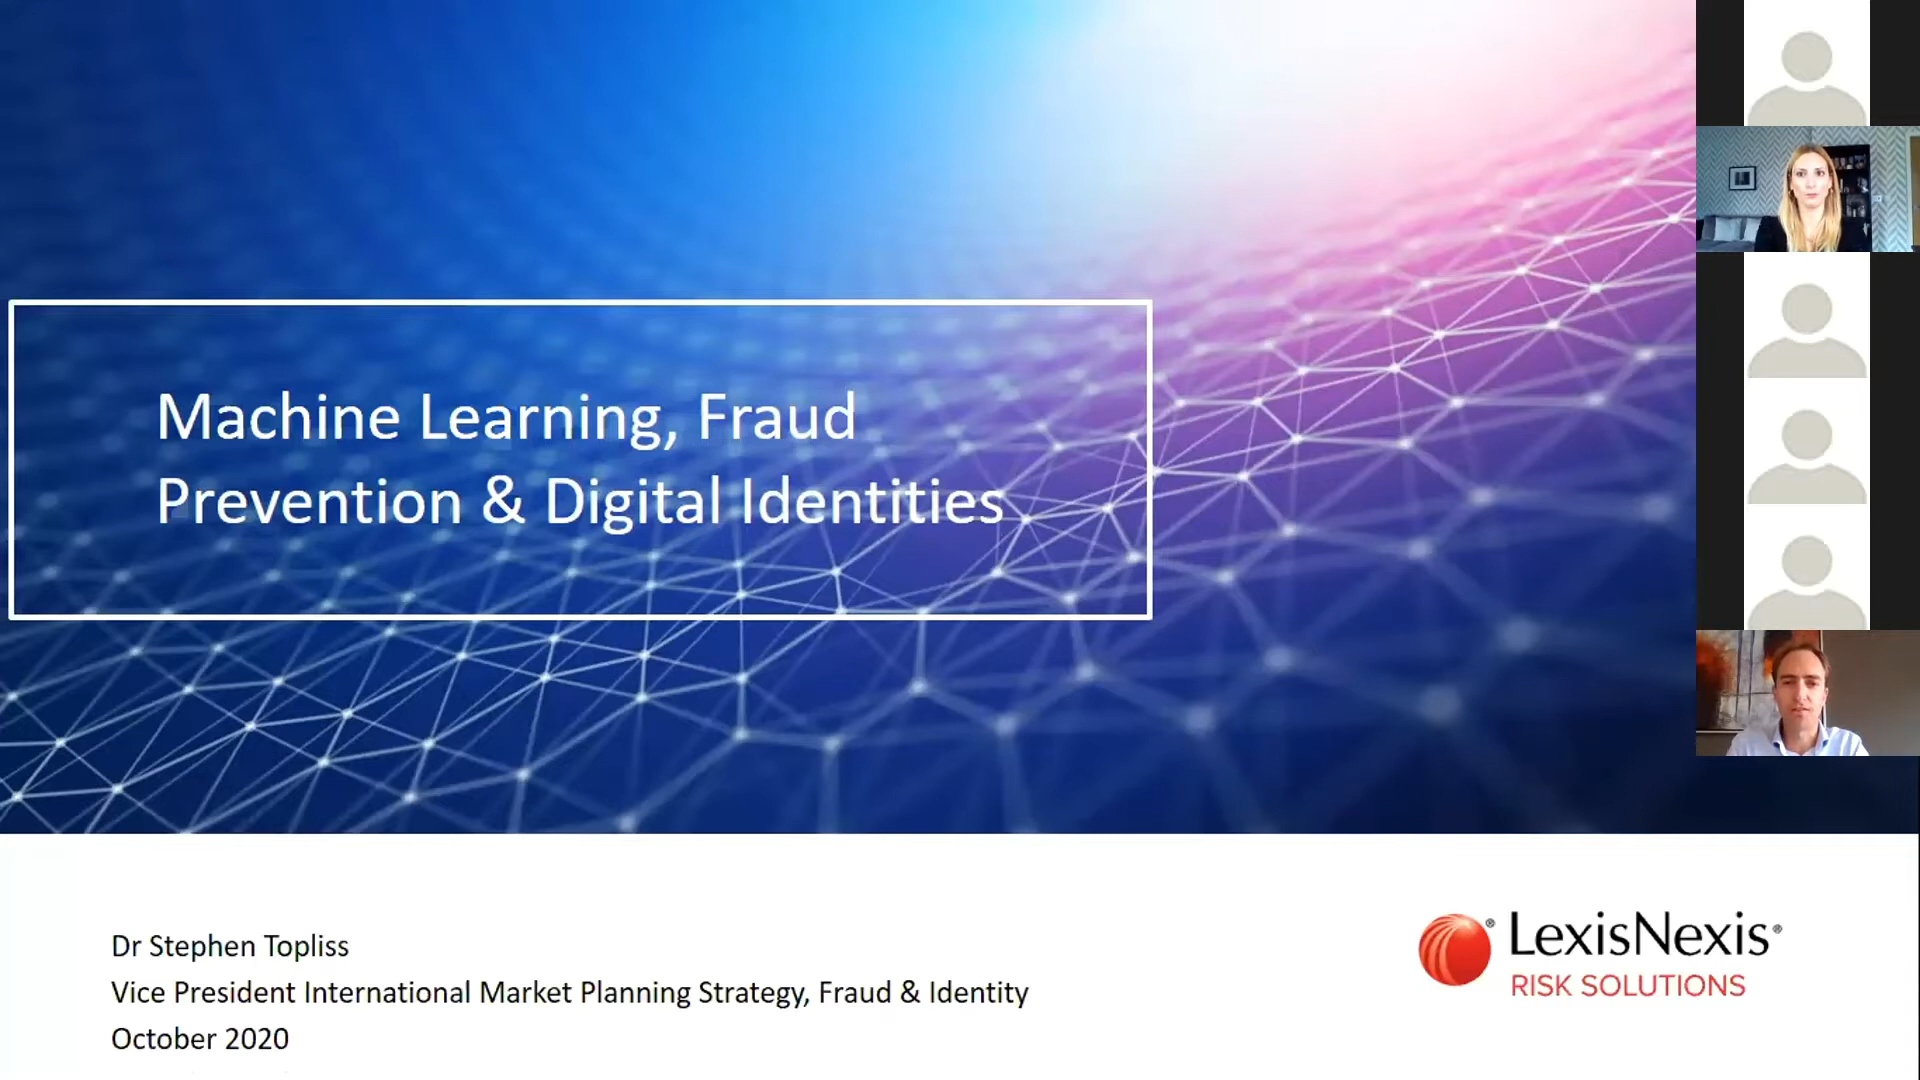 Machine Learning, Fraud
Prevention & Digital Identities
Dr Stephen Topliss
Vice President International Market Planning Strategy, Fraud & Identity
October 2020
LexisNexis®
RISK SOLUTIONS